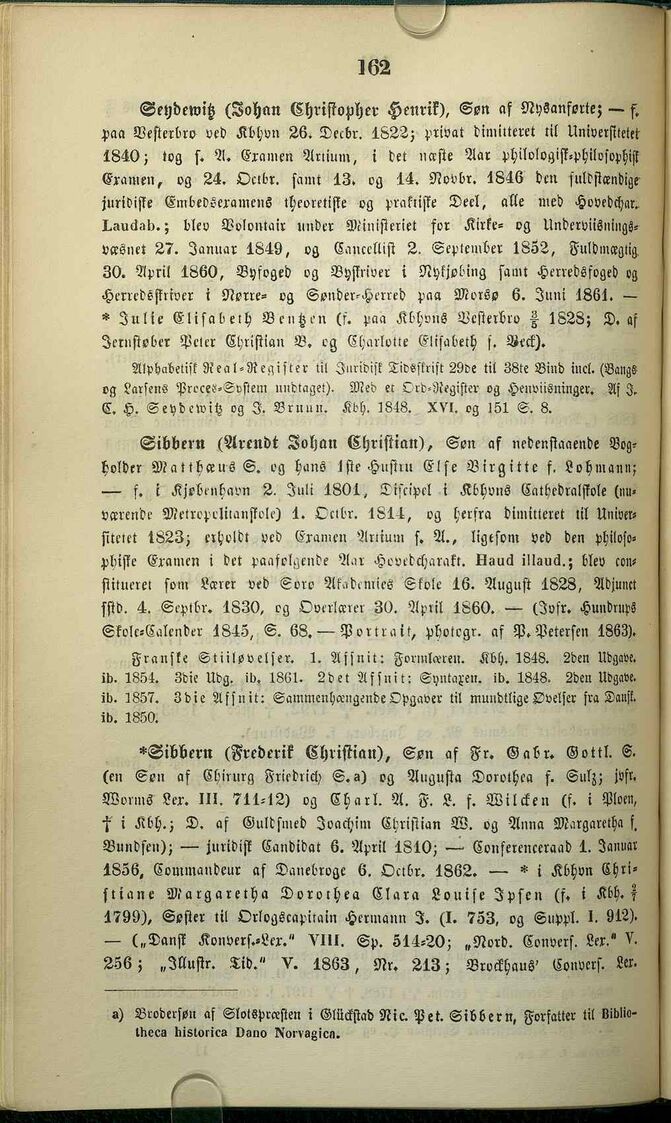 162
Seydewitz (Johan Christopher Henrik), Søn af Nysanførte; — f.
paa Vesterbro ved Kbhvn 26. Decbr. 1822; privat dimitteret til Universitetet
1840; tog f. A. Examen Artium, i det næste Aar philologisk-philosophisk
Examen, og 24. Octbr. samt 13. og 14. Novbr. 1846 den fuldstændige
juridiske Embedsexamens theoretiske og praktiske Deel, alle med Hovedchar.
Laudab.; blev Volontair under Ministeriet for Kirke- og Underviisnings-
væsnet 27. Januar 1849, og Cancellist 2. September 1852, Fuldmægtig
30. April 1860, Byfoged og Byskriver i Nykjøbing samt Herredsfoged og
Herredsskriver i Nørre- og Sønder-Herred paa Morsø 6. Juni 1861. —
* Julie Elisabeth Bentzen (f. paa Kbhvns Vesterbro 3/5 1828; D. af
Jernstøber Peter Christian B. og Charlotte Elisabeth f. Beck).
Alphabetisk Real-Register til Juridisk Tidsskrift 29de til 38te Bind incl. (Bangs
og Larsens Proces-System undtaget). Med et Ord-Register og Henviisninger. Af J.
C. H. Seydewitz og J. Bruun. Kbh. 1848. XVI. og 151 S. 8.
Sibbern (Arendt Johan Christian), Søn af nedenstaaende Bog-
holder Matthæus S. og hans 1ste Hustru Else Birgitte f. Lohmann;
— f. i Kjøbenhavn 2. Juli 1801, Discipel i Kbhvns Cathedralskole (nu-
værende Metropolitanskole) 1. Octbr. 1814, og herfra dimitteret til Univer-
sitetet 1823; erholdt ved Examen Artium f. A., ligesom ved den philoso-
phiske Examen i det paafølgende Aar Hovedcharakt. Haud illaud.; blev con-
stitueret som Lærer ved Sorø Akademies Skole 16. August 1828, Adjunct
sstd. 4. Septbr. 1830, og Overlærer 30. April 1860. — (Jvfr. Hundrups
Skole-Calender 1845, S. 68. — Portrait, photogr. af P. Petersen 1863).
Franske Stiiløvelser. 1. Afsnit: Formlæren. Kbh. 1848. 2den Udgave.
ib. 1854. 3die Udg. ib. 1861. 2det Afsnit: Syntaxen. ib. 1848. 2den Udgave.
ib. 1857. 3die Afsnit: Sammenhængende Opgaver til mundtlige Øvelser fra Dansk.
ib. 1850.
*Sibbern (Frederik Christian), Søn af Fr. Gabr. Gottl. S.
(en Søn af Chirurg Friedrich S.a) og Augusta Dorothea f. Sulz; jvfr.
Worms Lex. III. 711-12) og Charl. A. F. L. f. Wilcken (f. i Ploen,
† i Kbh.; D. af Guldsmed Joachim Christian W. og Anna Margaretha f.
Bundsen); — juridisk Candidat 6. April 1810; — Conferenceraad 1. Januar
1856, Commandeur af Danebroge 6. Octbr. 1862. — * i Kbhvn Chri-
stiane Margaretha Dorothea Clara Louise Ipsen (f. i Kbh. 2/7
1799), Søster til Orlogscapitain Hermann J. (I. 753, og Suppl. I. 912).
— („Dansk Konvers.-Lex." VIII. Sp. 514-20; „Nord. Convers. Lex." V.
256; „Illustr. Tid." V. 1863, Nr. 213; Brockhaus' Convers. Lex.
a) Brodersøn af Slotspræsten i Glückstad Nic. Pet. Sibbern, Forfatter til Biblio-
theca historica Dano Norvagica.